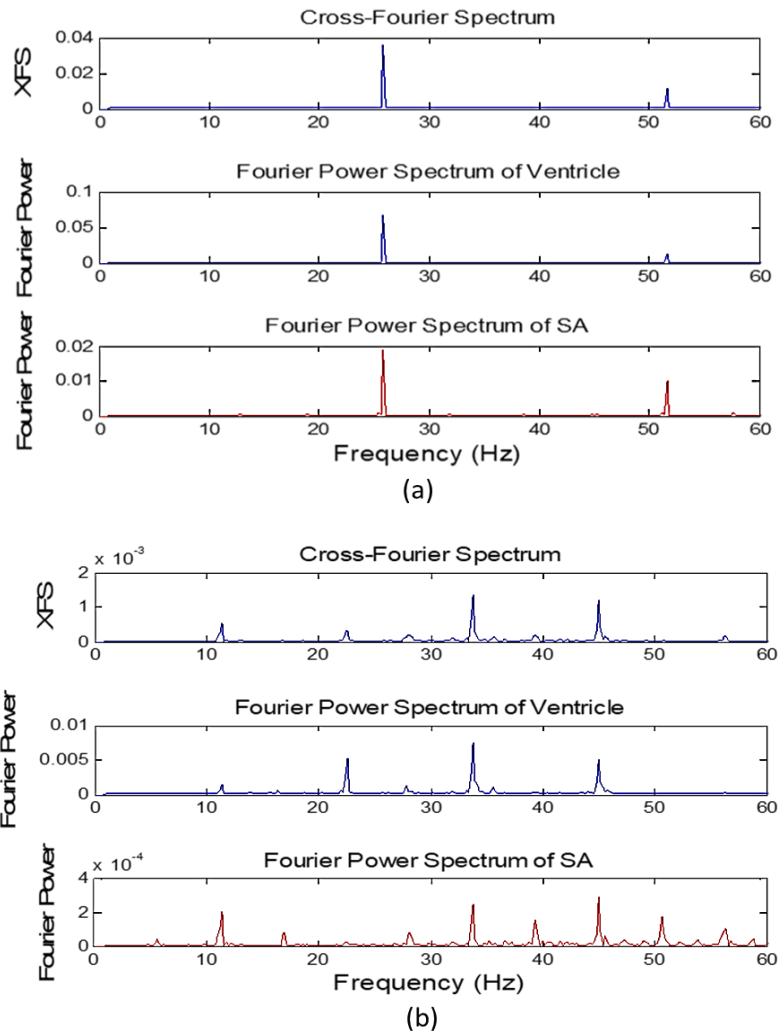 Cross-Fourier Spectrum
XFS
0.04
0.02
0
0 10 20 30 40 50 60
Fourier Power Spectrum of Ventricle
Fourier Power
0.1
0.05
0
0 10 20 30 40 50 60
Fourier Power Spectrum of SA
Fourier Power
0.02
0.01
0
0 10 20 30 40 50 60
Frequency (Hz)
(a)
x 10-3
Cross-Fourier Spectrum
XFS
2
1
0
0 10 20 30 40 50 60
Fourier Power Spectrum of Ventricle
Fourier Power
0.01
0.005
0
0 10 20 30 40 50 60
x 10-4
Fourier Power Spectrum of SA
Fourier Power
4
2
0
0 10 20 30 40 50 60
Frequency (Hz)
(b)